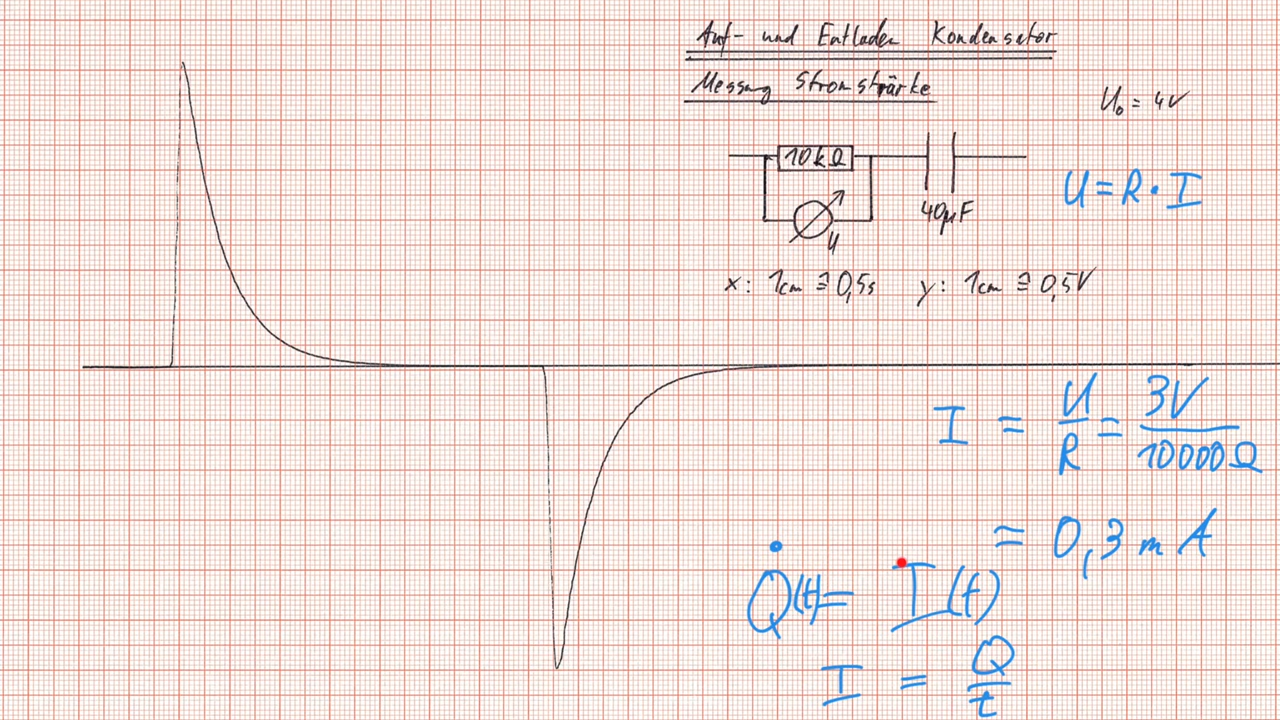 Auf- und Entladen Kondensator
Messung Stromsträrke
U₀ = 4V
10kΩ
U
40µF
U = R · I
x: 1cm ≙ 0,5s y: 1cm ≙ 0,5V
I = U/R = 3V/10000Ω
= 0,3 mA
Q̇(t) = I(t)
I = Q/t